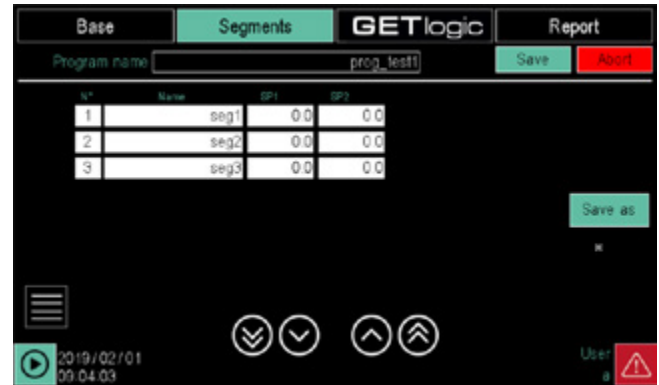 Base Segments GETlogic Report
Program name prog_test1 Save Abort
N° Name SP1 SP2
1 seg1 0.0 0.0
2 seg2 0.0 0.0
3 seg3 0.0 0.0
Save as
2019/02/01 User
09:04:03 a